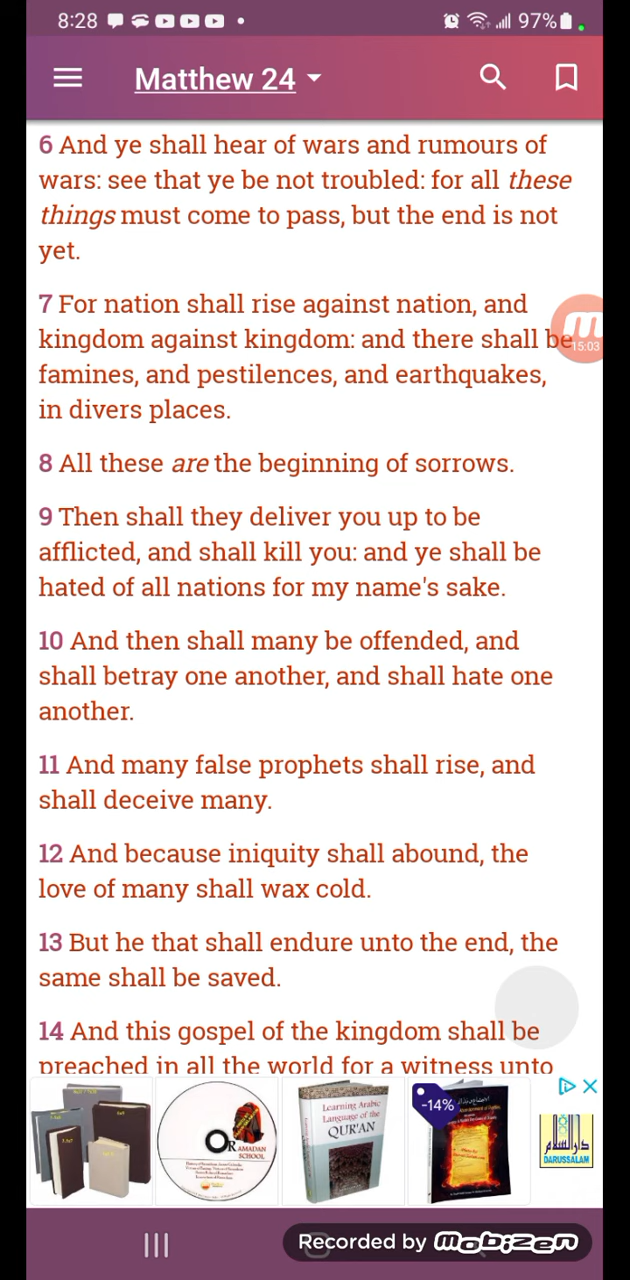 8:28
97%
Matthew 24
6 And ye shall hear of wars and rumours of
wars: see that ye be not troubled: for all these
things must come to pass, but the end is not
yet.
7 For nation shall rise against nation, and
kingdom against kingdom: and there shall be
famines, and pestilences, and earthquakes,
in divers places.
15:03
8 All these are the beginning of sorrows.
9 Then shall they deliver you up to be
afflicted, and shall kill you: and ye shall be
hated of all nations for my name's sake.
10 And then shall many be offended, and
shall betray one another, and shall hate one
another.
11 And many false prophets shall rise, and
shall deceive many.
12 And because iniquity shall abound, the
love of many shall wax cold.
13 But he that shall endure unto the end, the
same shall be saved.
14 And this gospel of the kingdom shall be
preached in all the world for a witness unto
RAMADAN
SCHOOL
Learning Arabic
Language of the
QUR'AN
-14%
دارالسلام
DARUSSALAM
Recorded by mobizen